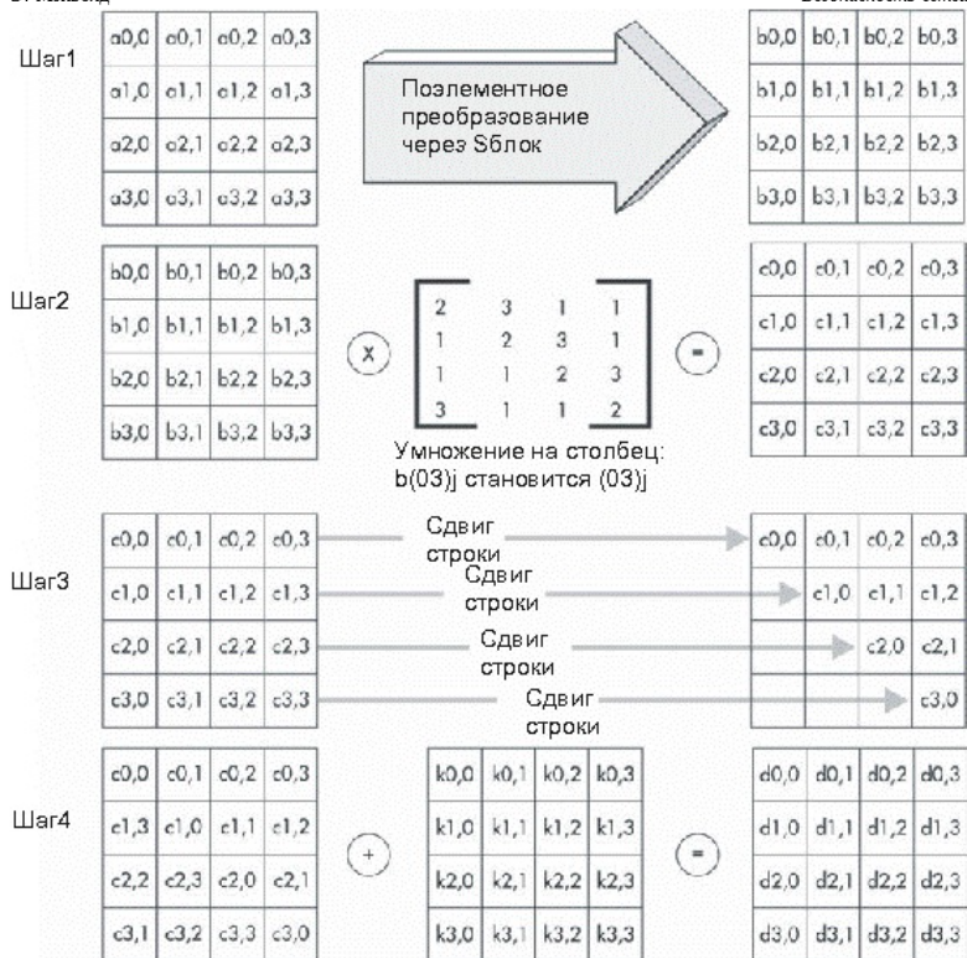 Шаг1
a0,0 a0,1 a0,2 a0,3
a1,0 a1,1 a1,2 a1,3
a2,0 a2,1 a2,2 a2,3
a3,0 a3,1 a3,2 a3,3
Поэлементное
преобразование
через Sблок
b0,0 b0,1 b0,2 b0,3
b1,0 b1,1 b1,2 b1,3
b2,0 b2,1 b2,2 b2,3
b3,0 b3,1 b3,2 b3,3
Шаг2
b0,0 b0,1 b0,2 b0,3
b1,0 b1,1 b1,2 b1,3
b2,0 b2,1 b2,2 b2,3
b3,0 b3,1 b3,2 b3,3
X
2 3 1 1
1 2 3 1
1 1 2 3
3 1 1 2
=
c0,0 c0,1 c0,2 c0,3
c1,0 c1,1 c1,2 c1,3
c2,0 c2,1 c2,2 c2,3
c3,0 c3,1 c3,2 c3,3
Умножение на столбец:
b(03)j становится (03)j
Шаг3
c0,0 c0,1 c0,2 c0,3
c1,0 c1,1 c1,2 c1,3
c2,0 c2,1 c2,2 c2,3
c3,0 c3,1 c3,2 c3,3
Сдвиг
строки
Сдвиг
строки
Сдвиг
строки
Сдвиг
строки
c0,0 c0,1 c0,2 c0,3
c1,0 c1,1 c1,2
c2,0 c2,1
c3,0
Шаг4
c0,0 c0,1 c0,2 c0,3
c1,3 c1,0 c1,1 c1,2
c2,2 c2,3 c2,0 c2,1
c3,1 c3,2 c3,3 c3,0
+
k0,0 k0,1 k0,2 k0,3
k1,0 k1,1 k1,2 k1,3
k2,0 k2,1 k2,2 k2,3
k3,0 k3,1 k3,2 k3,3
=
d0,0 d0,1 d0,2 d0,3
d1,0 d1,1 d1,2 d1,3
d2,0 d2,1 d2,2 d2,3
d3,0 d3,1 d3,2 d3,3